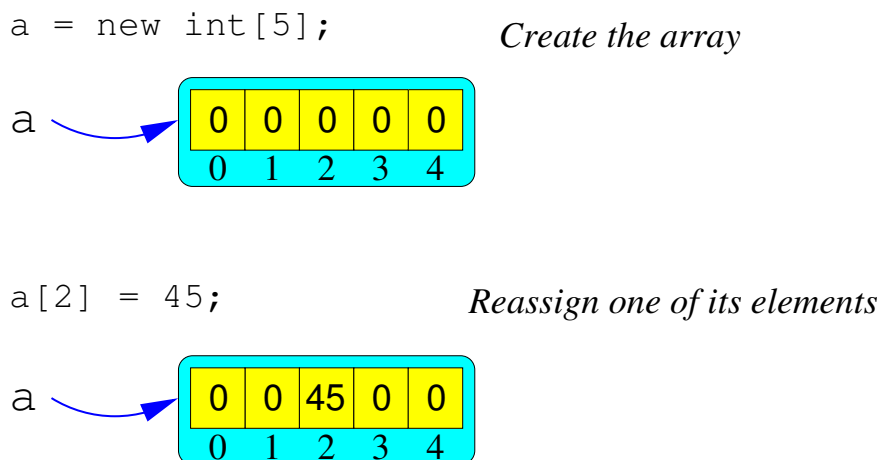 a = new int[5]; Create the array
a 0 0 0 0 0
0 1 2 3 4
a[2] = 45; Reassign one of its elements
a 0 0 45 0 0
0 1 2 3 4